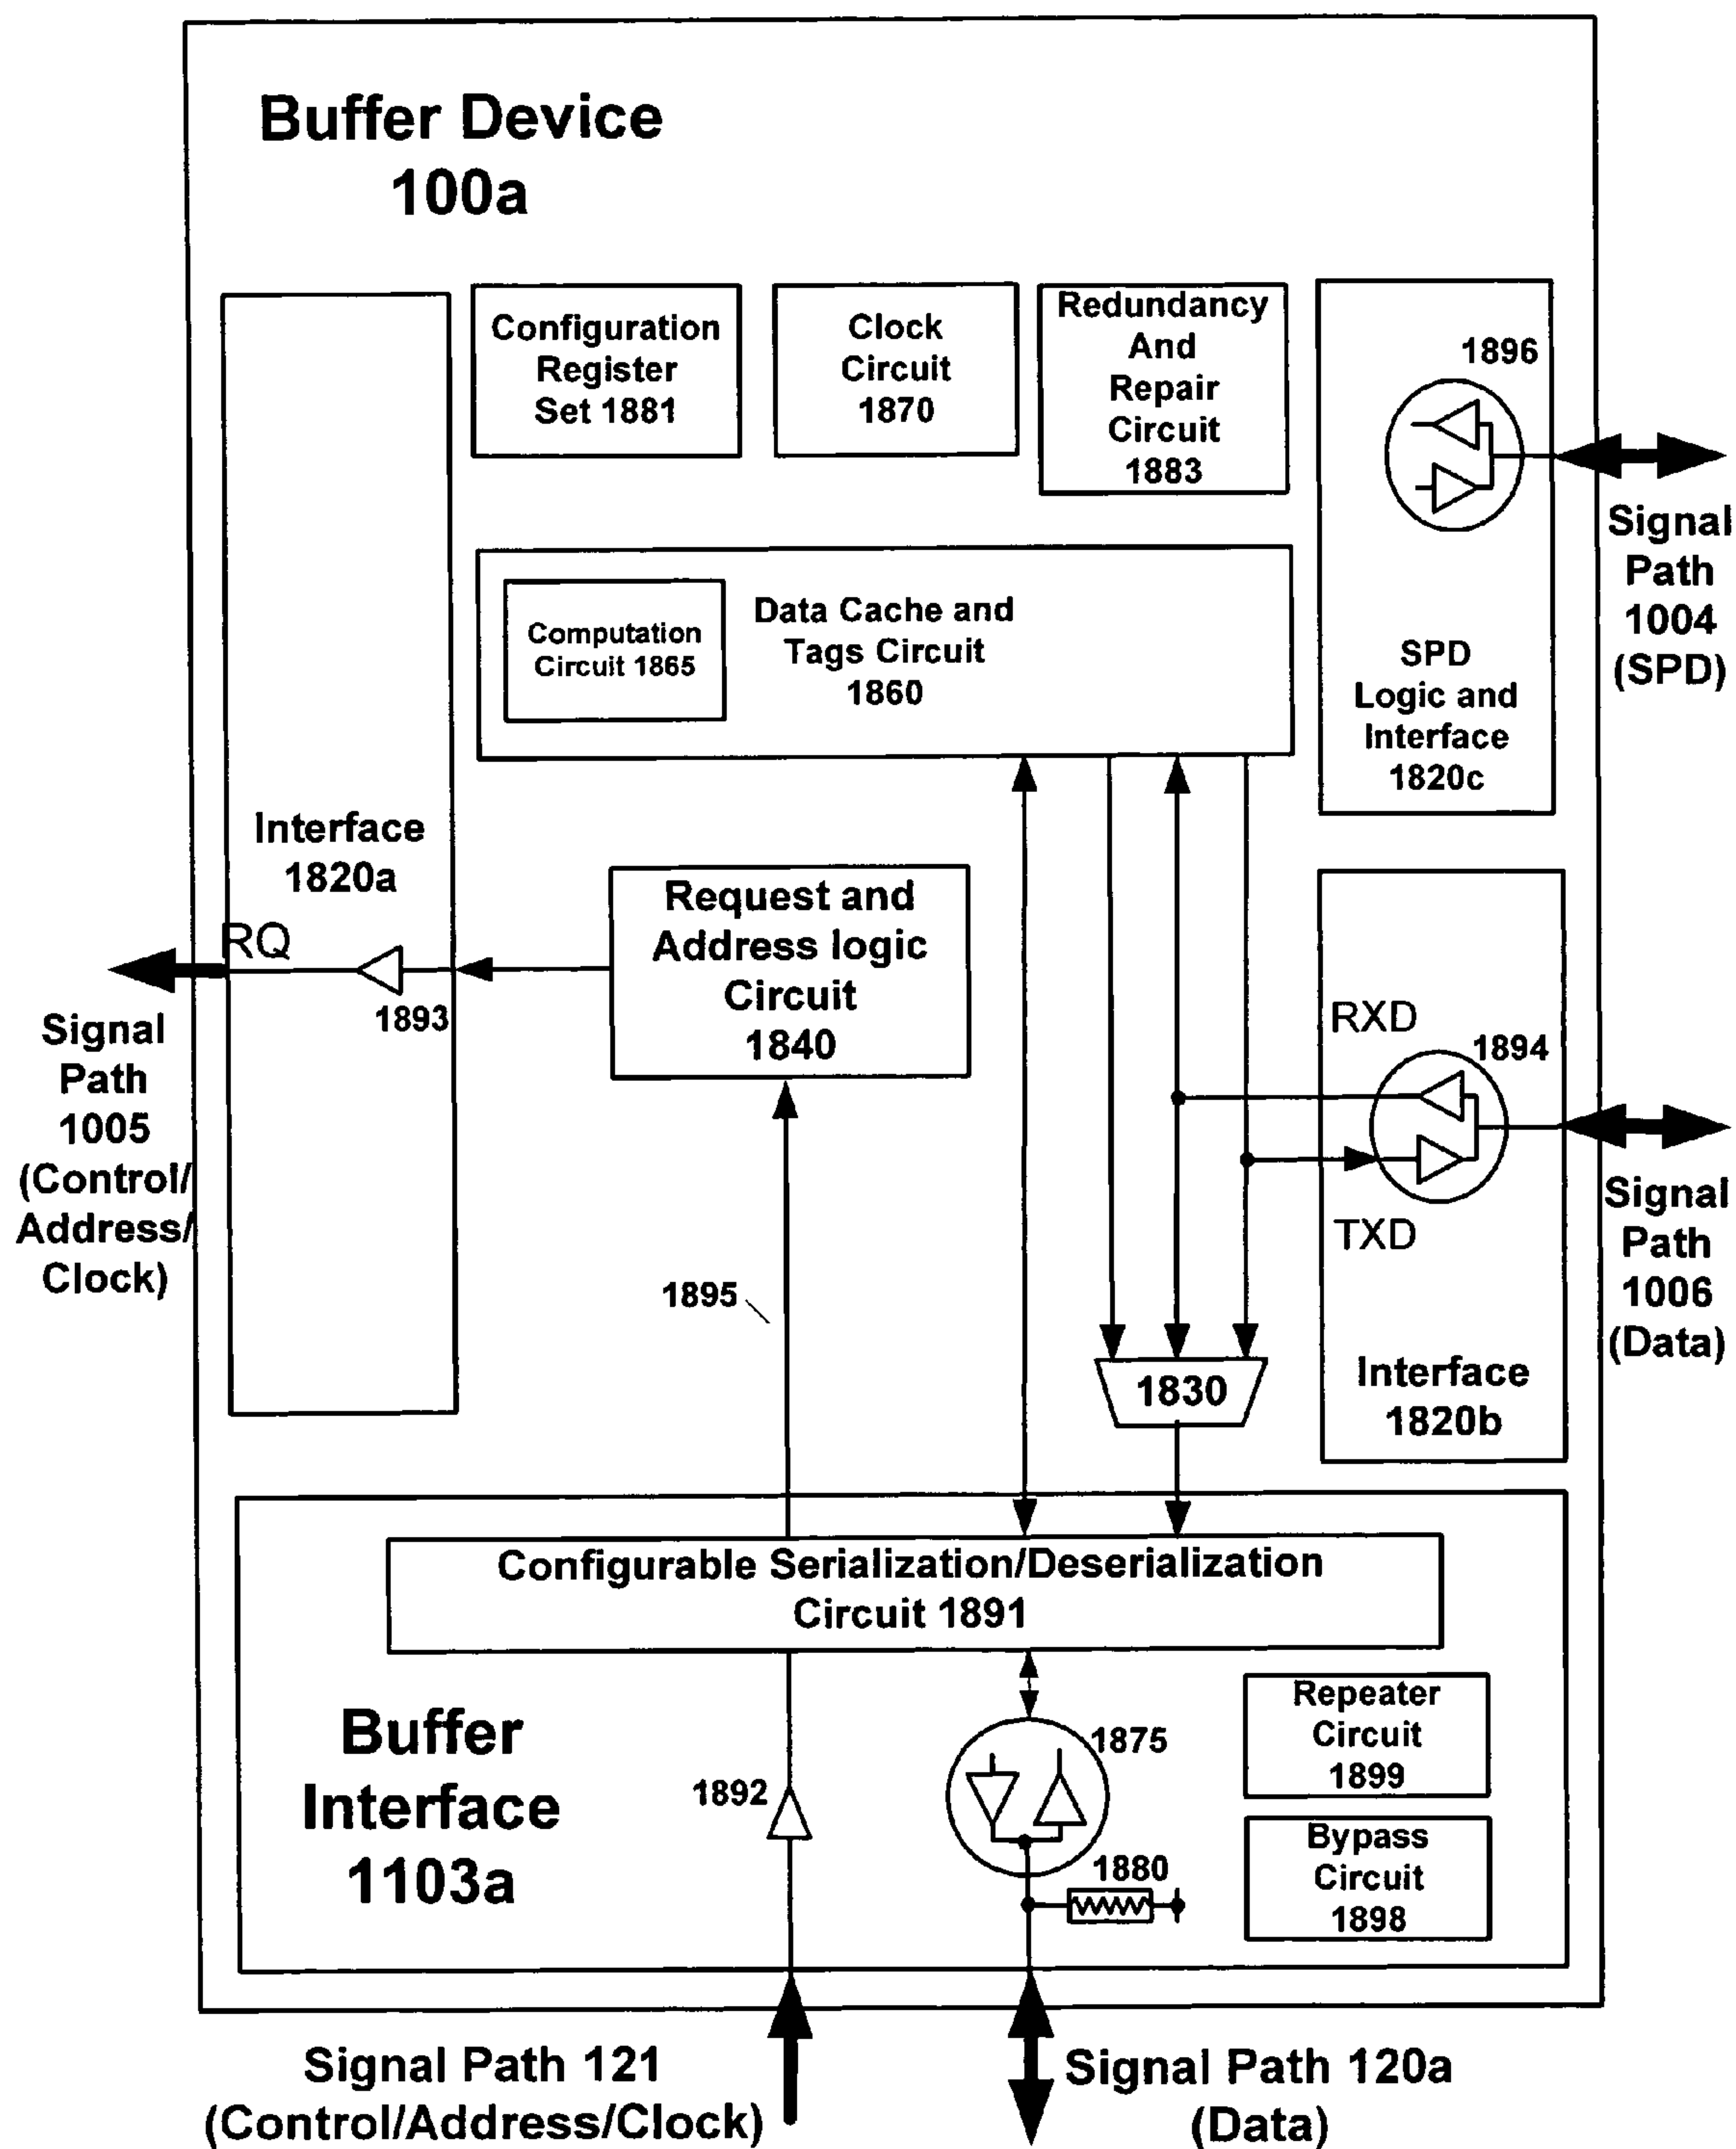 Buffer Device
100a
Configuration
Register
Set 1881
Clock
Circuit
1870
Redundancy
And
Repair
Circuit
1883
1896
SPD
Logic and
Interface
1820c
Signal
Path
1004
(SPD)
Computation
Circuit 1865
Data Cache and
Tags Circuit
1860
Interface
1820a
RQ
1893
Signal
Path
1005
(Control/
Address/
Clock)
Request and
Address logic
Circuit
1840
RXD
1894
TXD
Interface
1820b
Signal
Path
1006
(Data)
1895
1830
Configurable Serialization/Deserialization
Circuit 1891
Buffer
Interface
1103a
1892
1875
1880
Repeater
Circuit
1899
Bypass
Circuit
1898
Signal Path 121
(Control/Address/Clock)
Signal Path 120a
(Data)